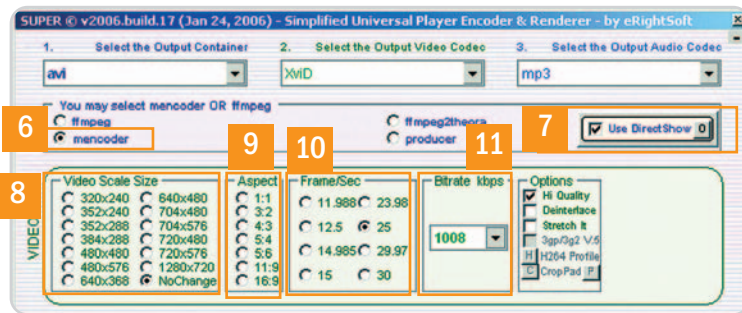 SUPER © v2006.build.17 (Jan 24, 2006) - Simplified Universal Player Encoder & Renderer - by eRightSoft
1. Select the Output Container
2. Select the Output Video Codec
3. Select the Output Audio Codec
avi
XviD
mp3
You may select mencoder OR ffmpeg
6
ffmpeg
ffmpeg2theora
mencoder
producer
7
Use DirectShow 0
8
9
10
11
VIDEO
Video Scale Size
320x240 640x480
352x240 704x480
352x288 704x576
384x288 720x480
480x480 720x576
480x576 1280x720
640x368 NoChange
Aspect
1:1
3:2
4:3
5:4
5:6
11:9
16:9
Frame/Sec
11.988 23.98
12.5 25
14.985 29.97
15 30
Bitrate kbps
1008
Options
Hi Quality
Deinterlace
Stretch It
3gp/3g2 V.5
H H264 Profile
C CropPad P